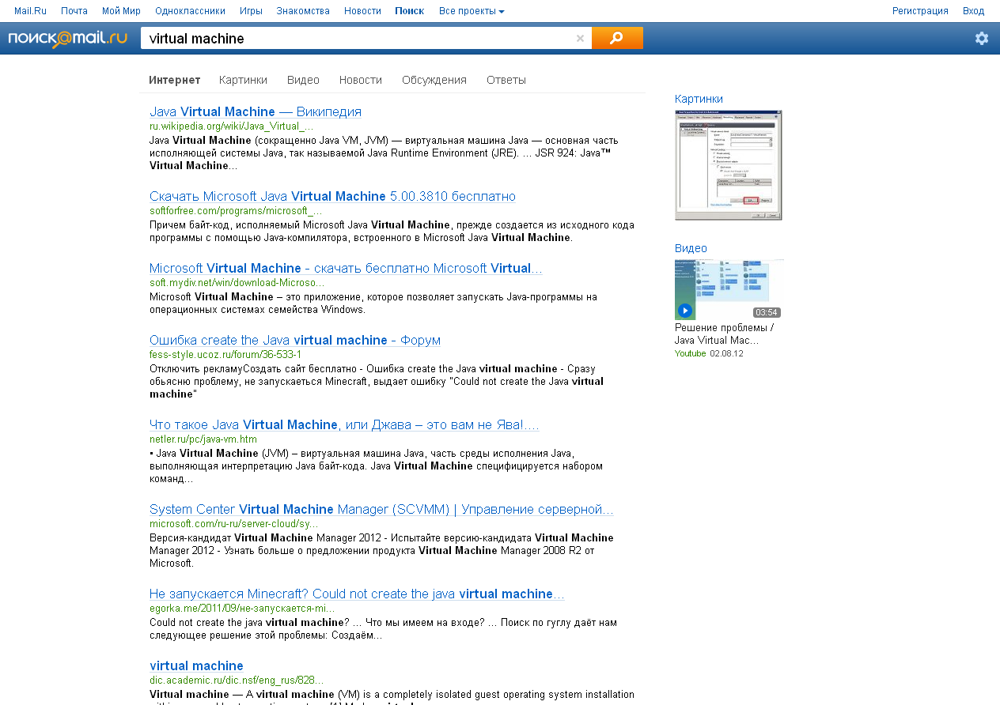 Mail.Ru Почта Мой Мир Одноклассники Игры Знакомства Новости Поиск Все проекты Регистрация Вход
поиск@mail.ru virtual machine
Интернет Картинки Видео Новости Обсуждения Ответы
Java Virtual Machine — Википедия
ru.wikipedia.org/wiki/Java_Virtual_...
Java Virtual Machine (сокращенно Java VM, JVM) — виртуальная машина Java — основная часть
исполняющей системы Java, так называемой Java Runtime Environment (JRE). ... JSR 924: Java™
Virtual Machine...
Скачать Microsoft Java Virtual Machine 5.00.3810 бесплатно
softforfree.com/programs/microsoft_...
Причем байт-код, исполняемый Microsoft Java Virtual Machine, прежде создается из исходного кода
программы с помощью Java-компилятора, встроенного в Microsoft Java Virtual Machine.
Microsoft Virtual Machine - скачать бесплатно Microsoft Virtual...
soft.mydiv.net/win/download-Microso...
Microsoft Virtual Machine – это приложение, которое позволяет запускать Java-программы на
операционных системах семейства Windows.
Ошибка create the Java virtual machine - Форум
fess-style.ucoz.ru/forum/36-533-1
Отключить рекламуСоздать сайт бесплатно - Ошибка create the Java virtual machine - Сразу
обьясню проблему, не запускаеться Minecraft, выдает ошибку "Could not create the Java virtual
machine"
Что такое Java Virtual Machine, или Джава – это вам не Ява!....
netler.ru/pc/java-vm.htm
• Java Virtual Machine (JVM) – виртуальная машина Java, часть среды исполнения Java,
выполняющая интерпретацию Java байт-кода. Java Virtual Machine специфицируется набором
команд...
System Center Virtual Machine Manager (SCVMM) | Управление серверной...
microsoft.com/ru-ru/server-cloud/sy...
Версия-кандидат Virtual Machine Manager 2012 - Испытайте версию-кандидата Virtual Machine
Manager 2012 - Узнать больше о предложении продукта Virtual Machine Manager 2008 R2 от
Microsoft.
Не запускается Minecraft? Could not create the java virtual machine...
egorka.me/2011/09/не-запускается-mi...
Could not create the java virtual machine? ... Что мы имеем на входе? ... Поиск по гуглу даёт нам
следующее решение этой проблемы: Создаём...
virtual machine
dic.academic.ru/dic.nsf/eng_rus/828...
Virtual machine — A virtual machine (VM) is a completely isolated guest operating system installation
Картинки
Видео
03:54
Решение проблемы /
Java Virtual Mac...
Youtube 02.08.12